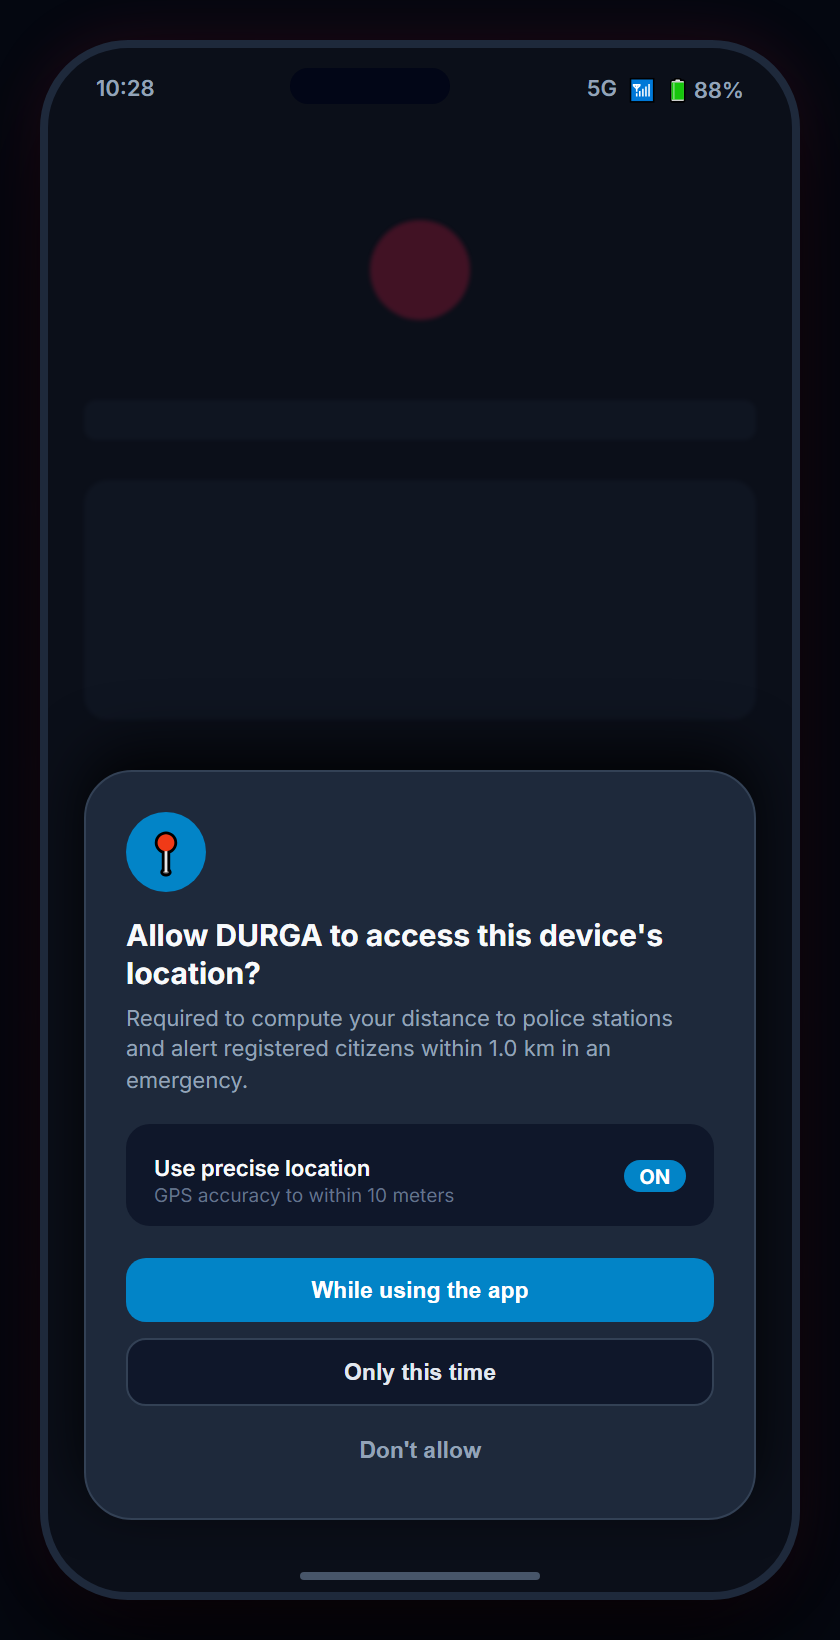 10:28
5G 88%
Allow DURGA to access this device's
location?
Required to compute your distance to police stations
and alert registered citizens within 1.0 km in an
emergency.
Use precise location
GPS accuracy to within 10 meters
ON
While using the app
Only this time
Don't allow